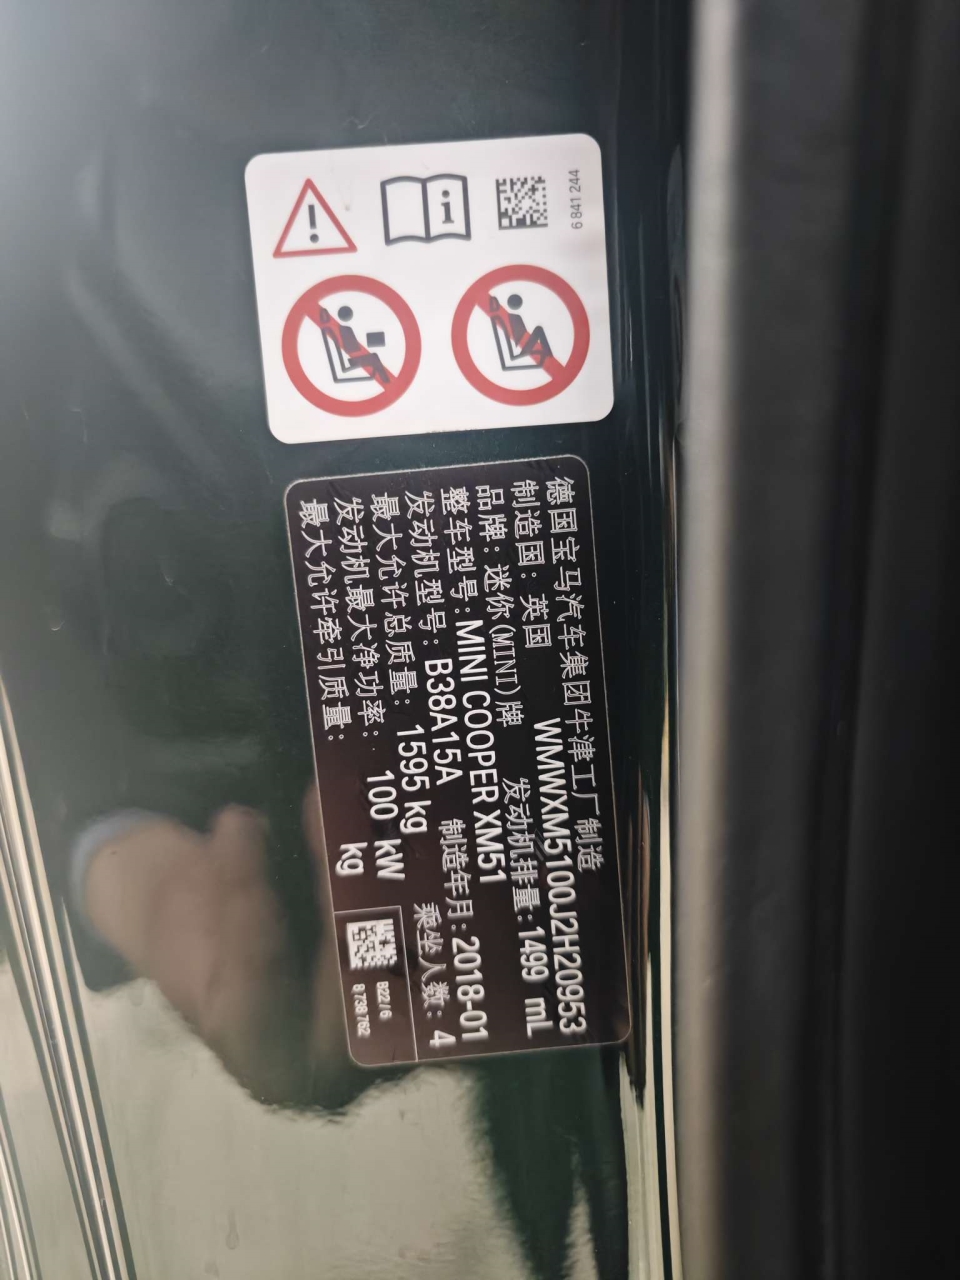 6 841 244
德国宝马汽车集团牛津工厂制造
制造国：英国 WMWXM5100J2H20953
品牌：迷你(MINI)牌 发动机排量：1499 mL
整车型号：MINI COOPER XM51
发动机型号：B38A15A 制造年月：2018-01
最大允许总质量：1595 kg 乘坐人数：4
发动机最大净功率：100 kW
最大允许牵引质量： kg
B22/6
8 738 762